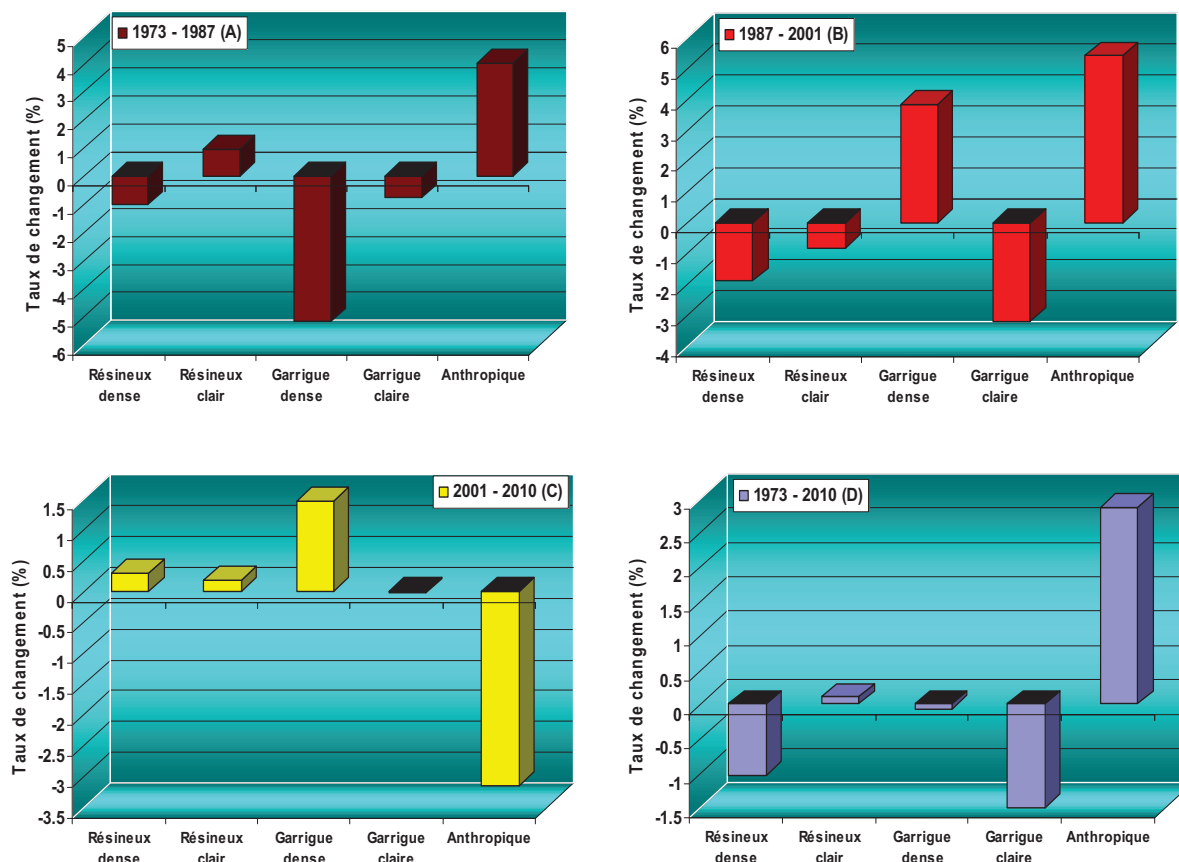 1973 - 1987 (A)
Taux de changement (%)
5
4
3
2
1
0
-1
-2
-3
-4
-5
-6
Résineux dense
Résineux clair
Garrigue dense
Garrigue claire
Anthropique
1987 - 2001 (B)
Taux de changement (%)
6
5
4
3
2
1
0
-1
-2
-3
-4
Résineux dense
Résineux clair
Garrigue dense
Garrigue claire
Anthropique
2001 - 2010 (C)
Taux de changement (%)
1.5
1
0.5
0
-0.5
-1
-1.5
-2
-2.5
-3
-3.5
Résineux dense
Résineux clair
Garrigue dense
Garrigue claire
Anthropique
1973 - 2010 (D)
Taux de changement (%)
3
2.5
2
1.5
1
0.5
0
-0.5
-1
-1.5
Résineux dense
Résineux clair
Garrigue dense
Garrigue claire
Anthropique